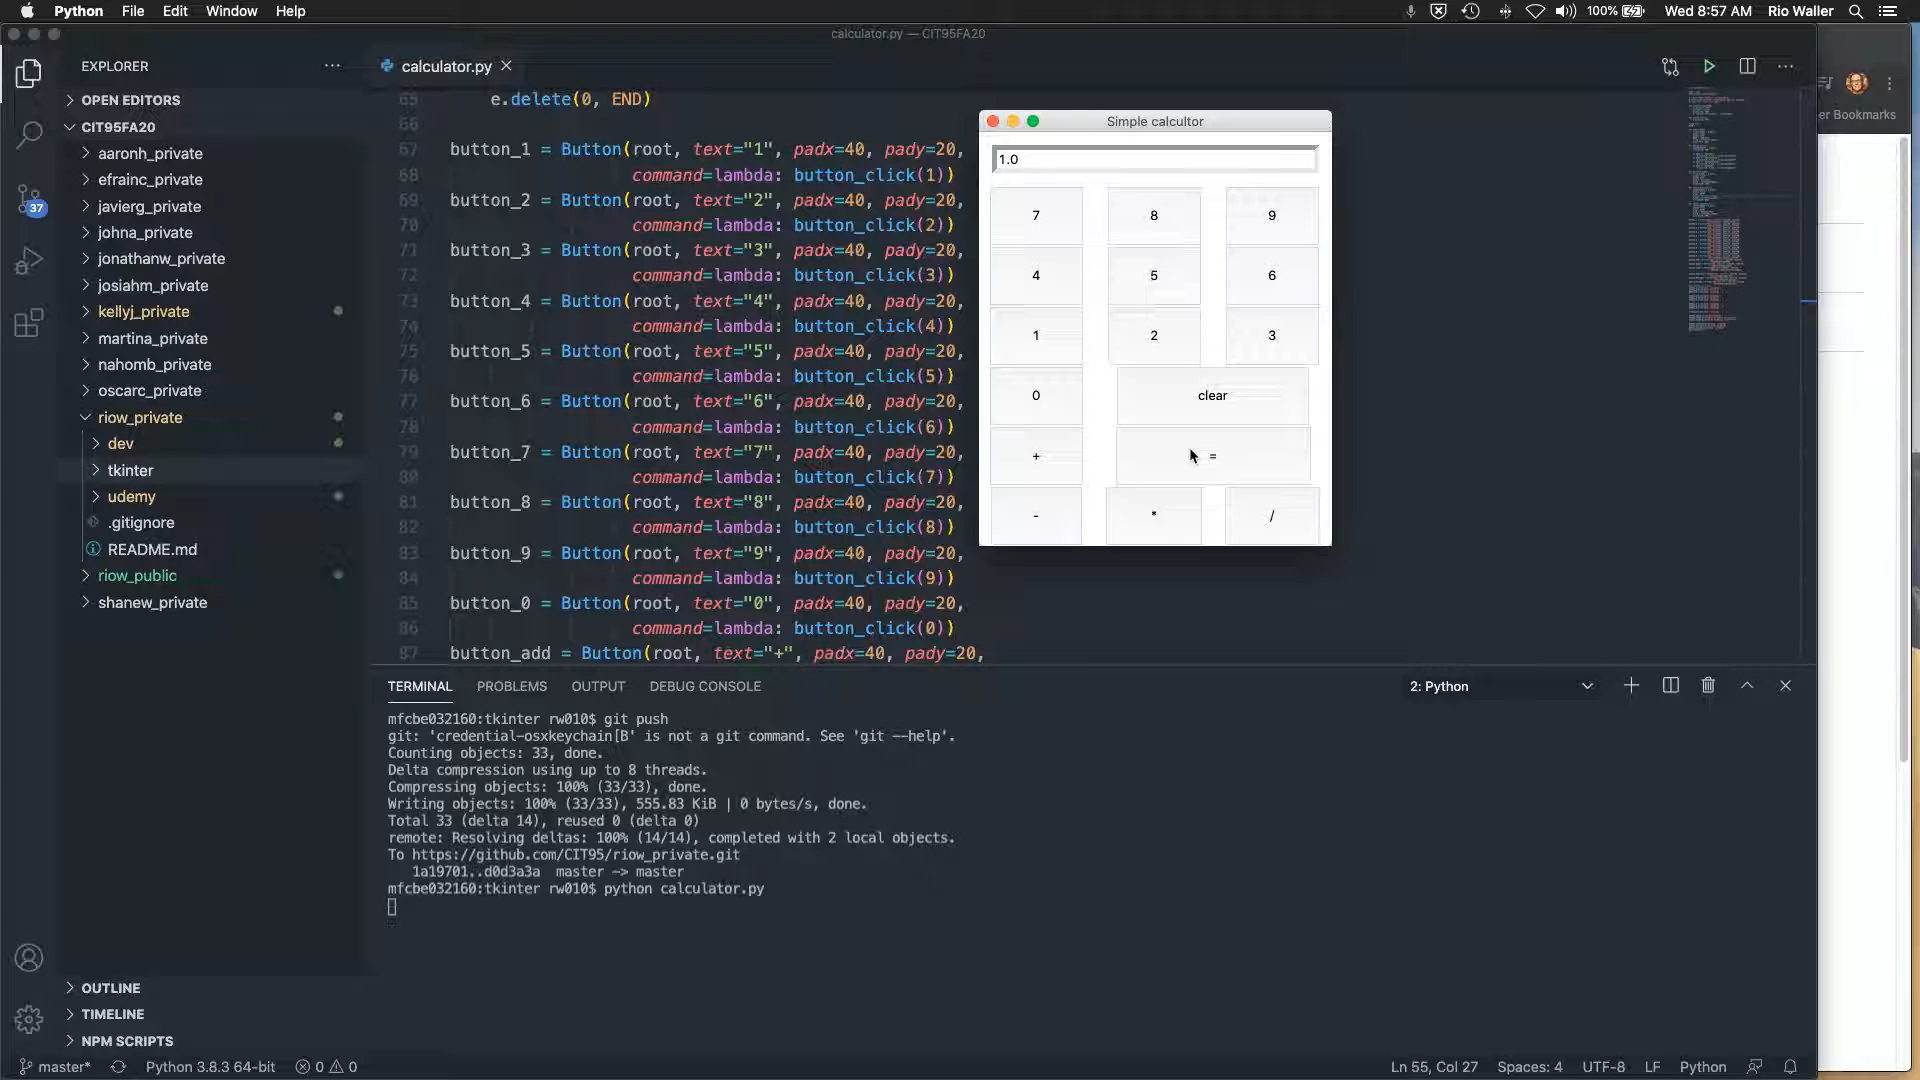 Python File Edit Window Help
100% Wed 8:57 AM Rio Waller
calculator.py — CIT95FA20
EXPLORER
calculator.py
OPEN EDITORS
CIT95FA20
aaronh_private
efrainc_private
javierg_private
johna_private
jonathanw_private
josiahm_private
kellyj_private
martina_private
nahomb_private
oscarc_private
riow_private
dev
tkinter
udemy
.gitignore
README.md
riow_public
shanew_private
OUTLINE
TIMELINE
NPM SCRIPTS
37
65 e.delete(0, END)
66
67 button_1 = Button(root, text="1", padx=40, pady=20,
68 command=lambda: button_click(1))
69 button_2 = Button(root, text="2", padx=40, pady=20,
70 command=lambda: button_click(2))
71 button_3 = Button(root, text="3", padx=40, pady=20,
72 command=lambda: button_click(3))
73 button_4 = Button(root, text="4", padx=40, pady=20,
74 command=lambda: button_click(4))
75 button_5 = Button(root, text="5", padx=40, pady=20,
76 command=lambda: button_click(5))
77 button_6 = Button(root, text="6", padx=40, pady=20,
78 command=lambda: button_click(6))
79 button_7 = Button(root, text="7", padx=40, pady=20,
80 command=lambda: button_click(7))
81 button_8 = Button(root, text="8", padx=40, pady=20,
82 command=lambda: button_click(8))
83 button_9 = Button(root, text="9", padx=40, pady=20,
84 command=lambda: button_click(9))
85 button_0 = Button(root, text="0", padx=40, pady=20,
86 command=lambda: button_click(0))
87 button_add = Button(root, text="+", padx=40, pady=20,
Simple calcultor
1.0
7 8 9
4 5 6
1 2 3
0 clear
+ =
- * /
er Bookmarks
TERMINAL PROBLEMS OUTPUT DEBUG CONSOLE 2: Python
mfcbe032160:tkinter rw010$ git push
git: 'credential-osxkeychain[B' is not a git command. See 'git --help'.
Counting objects: 33, done.
Delta compression using up to 8 threads.
Compressing objects: 100% (33/33), done.
Writing objects: 100% (33/33), 555.83 KiB | 0 bytes/s, done.
Total 33 (delta 14), reused 0 (delta 0)
remote: Resolving deltas: 100% (14/14), completed with 2 local objects.
To https://github.com/CIT95/riow_private.git
1a19701..d0d3a3a master -> master
mfcbe032160:tkinter rw010$ python calculator.py
master* Python 3.8.3 64-bit 0 0 Ln 55, Col 27 Spaces: 4 UTF-8 LF Python